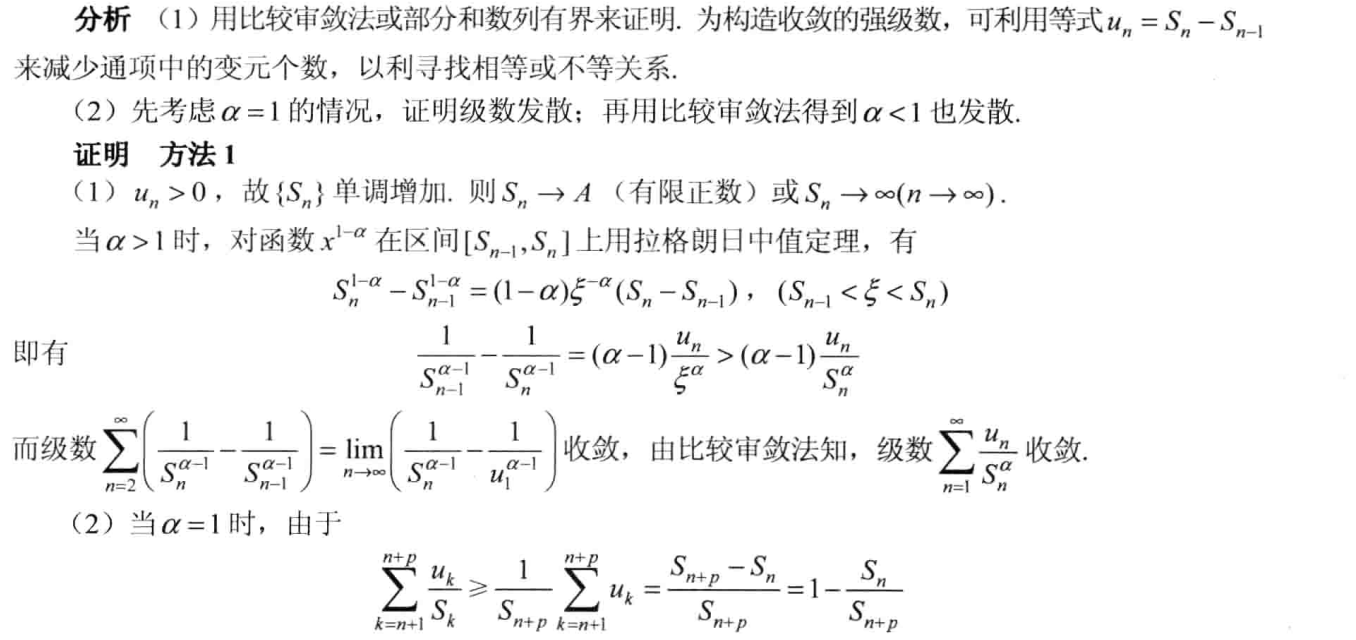 分析 （1）用比较审敛法或部分和数列有界来证明. 为构造收敛的强级数，可利用等式 $u_n = S_n - S_{n-1}$
来减少通项中的变元个数，以利寻找相等或不等关系.
（2）先考虑 $\alpha = 1$ 的情况，证明级数发散；再用比较审敛法得到 $\alpha < 1$ 也发散.
证明 方法 1
（1） $u_n > 0$ ，故 $\{S_n\}$ 单调增加. 则 $S_n \to A$ （有限正数）或 $S_n \to \infty (n \to \infty)$ .
当 $\alpha > 1$ 时，对函数 $x^{1-\alpha}$ 在区间 $[S_{n-1}, S_n]$ 上用拉格朗日中值定理，有
$S_n^{1-\alpha} - S_{n-1}^{1-\alpha} = (1-\alpha)\xi^{-\alpha}(S_n - S_{n-1})$ ， $(S_{n-1} < \xi < S_n)$
即有 $\frac{1}{S_{n-1}^{\alpha-1}} - \frac{1}{S_n^{\alpha-1}} = (\alpha-1)\frac{u_n}{\xi^\alpha} > (\alpha-1)\frac{u_n}{S_n^\alpha}$
而级数 $\sum_{n=2}^{\infty}\left(\frac{1}{S_n^{\alpha-1}} - \frac{1}{S_{n-1}^{\alpha-1}}\right) = \lim_{n\to\infty}\left(\frac{1}{S_n^{\alpha-1}} - \frac{1}{u_1^{\alpha-1}}\right)$ 收敛，由比较审敛法知，级数 $\sum_{n=1}^{\infty}\frac{u_n}{S_n^\alpha}$ 收敛.
（2）当 $\alpha = 1$ 时，由于
$\sum_{k=n+1}^{n+p}\frac{u_k}{S_k} \geqslant \frac{1}{S_{n+p}}\sum_{k=n+1}^{n+p}u_k = \frac{S_{n+p} - S_n}{S_{n+p}} = 1 - \frac{S_n}{S_{n+p}}$